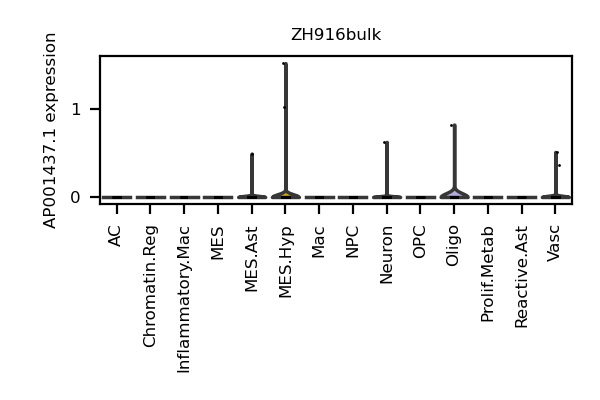 ZH916bulk
AP001437.1 expression
1
0
AC
Chromatin.Reg
Inflammatory.Mac
MES
MES.Ast
MES.Hyp
Mac
NPC
Neuron
OPC
Oligo
Prolif.Metab
Reactive.Ast
Vasc